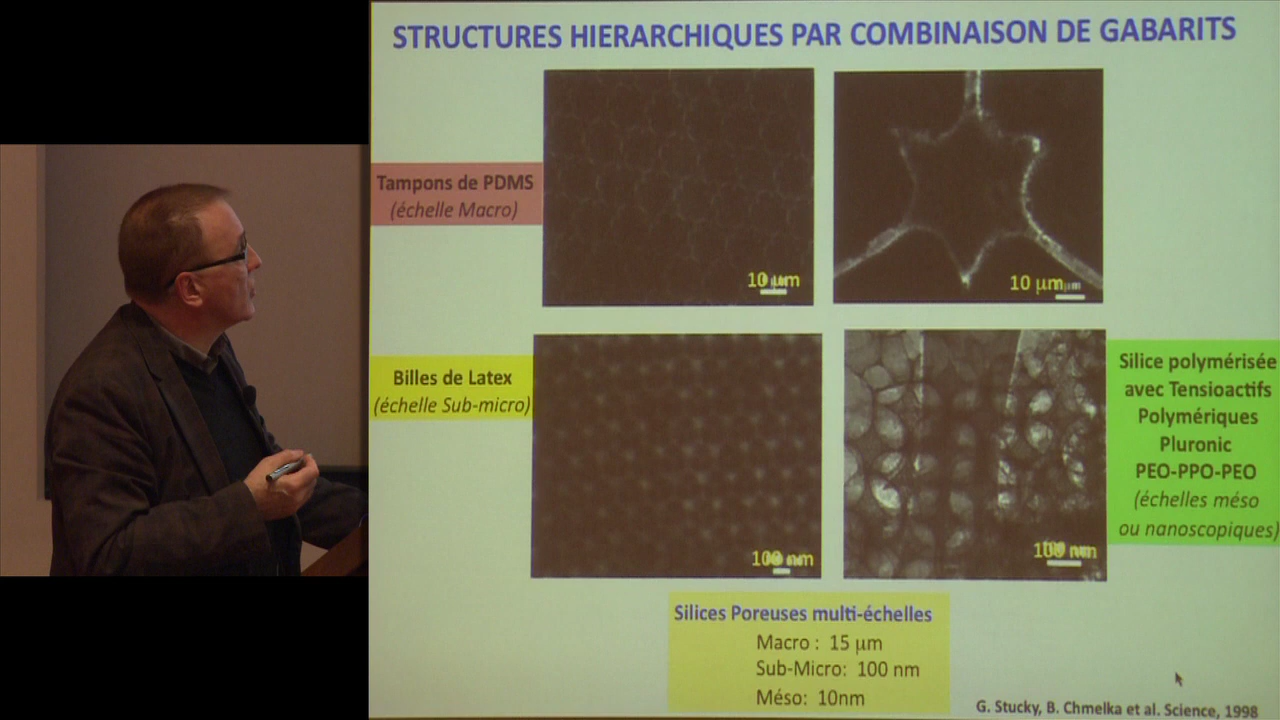 STRUCTURES HIERARCHIQUES PAR COMBINAISON DE GABARITS
Tampons de PDMS
(échelle Macro)
10 µm
10 µm
Billes de Latex
(échelle Sub-micro)
100 nm
100 nm
Silice polymérisée
avec Tensioactifs
Polymériques
Pluronic
PEO-PPO-PEO
(échelles méso
ou nanoscopiques)
Silices Poreuses multi-échelles
Macro : 15 µm
Sub-Micro: 100 nm
Méso: 10nm
G. Stucky, B. Chmelka et al. Science, 1998